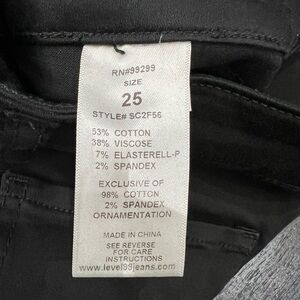 RN#99299
SIZE
25
STYLE# SC2F56
53% COTTON
38% VISCOSE
7% ELASTERELL-P
2% SPANDEX
EXCLUSIVE OF
98% COTTON
2% SPANDEX
ORNAMENTATION
MADE IN CHINA
SEE REVERSE
FOR CARE
INSTRUCTIONS
www.level99jeans.com